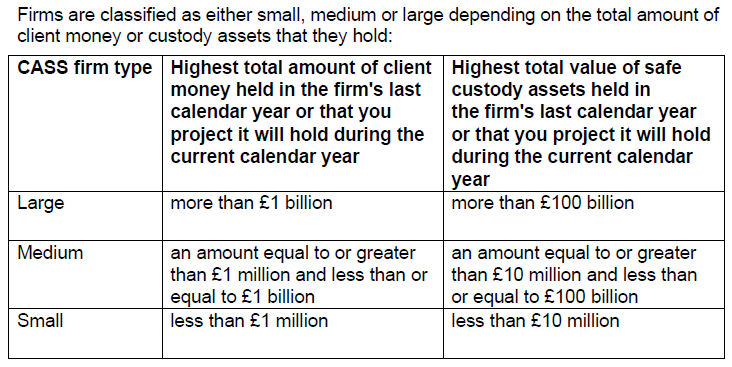 Firms are classified as either small, medium or large depending on the total amount of
client money or custody assets that they hold:
CASS firm type
Highest total amount of client
money held in the firm's last
calendar year or that you
project it will hold during the
current calendar year
Highest total value of safe
custody assets held in
the firm's last calendar year
or that you project it will hold
during the current calendar
year
Large
more than £1 billion
more than £100 billion
Medium
an amount equal to or greater
than £1 million and less than or
equal to £1 billion
an amount equal to or greater
than £10 million and less than
or equal to £100 billion
Small
less than £1 million
less than £10 million